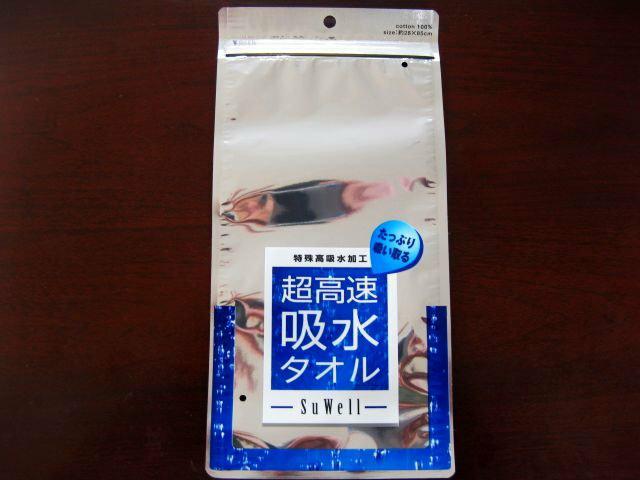 cotton 100%
size:約28×85cm
たっぷり
吸い取る
特殊高吸水加工
超高速
吸水
タオル
SuWell